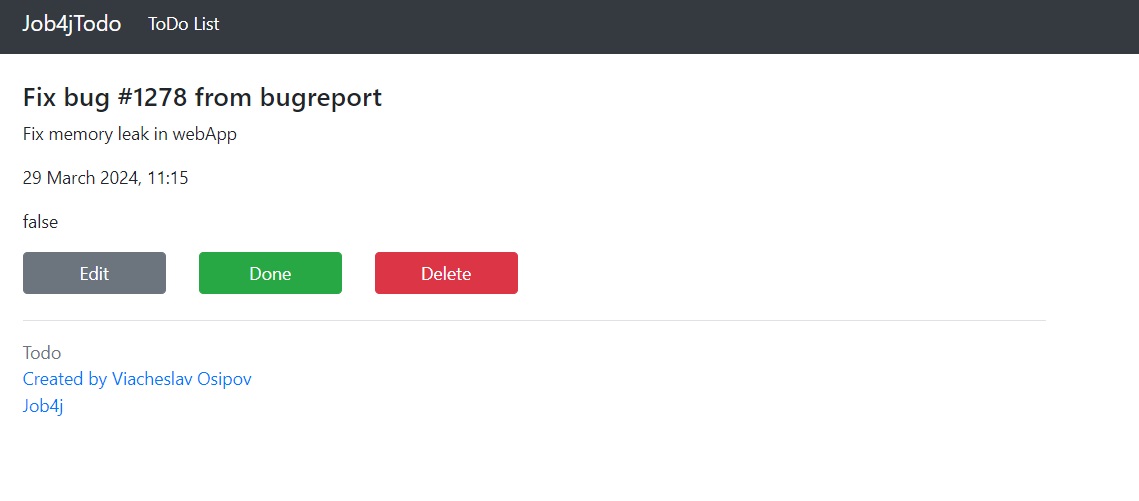 Job4jTodo ToDo List
Fix bug #1278 from bugreport
Fix memory leak in webApp
29 March 2024, 11:15
false
Edit Done Delete
Todo
Created by Viacheslav Osipov
Job4j